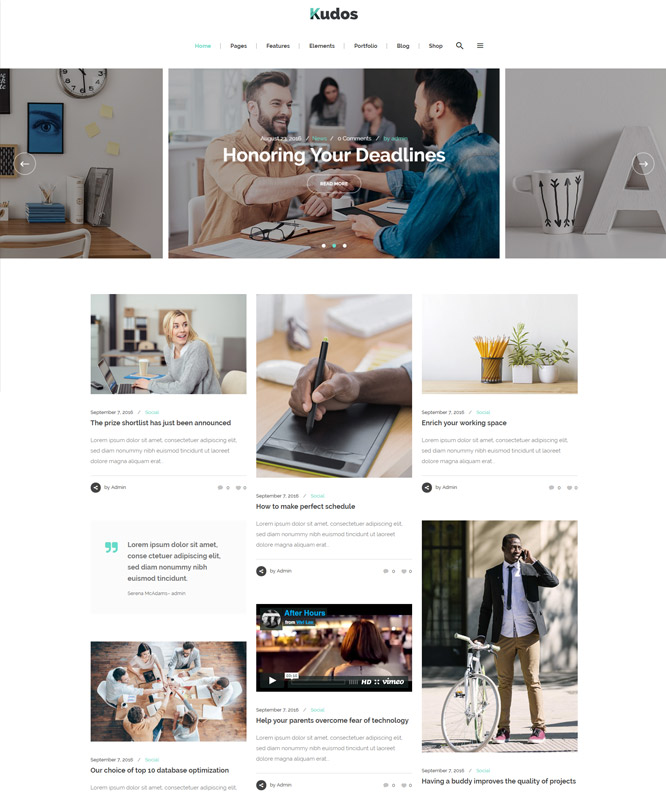 Kudos
Home | Pages | Features | Elements | Portfolio | Blog | Shop
August 23, 2016 / News / 0 Comments / by admin
Honoring Your Deadlines
READ MORE
September 7, 2016 / Social
The prize shortlist has just been announced
Lorem ipsum dolor sit amet, consectetuer adipiscing elit,
sed diam nonummy nibh euismod tincidunt ut laoreet
dolore magna aliquam erat...
by Admin 0 0
Lorem ipsum dolor sit amet,
conse ctetuer adipiscing elit,
sed diam nonummy nibh
euismod tincidunt.
Serena McAdams- admin
September 7, 2016 / Social
Our choice of top 10 database optimization
Lorem ipsum dolor sit amet, consectetuer adipiscing elit,
September 7, 2016 / Social
How to make perfect schedule
Lorem ipsum dolor sit amet, consectetuer adipiscing elit,
sed diam nonummy nibh euismod tincidunt ut laoreet
dolore magna aliquam erat...
by Admin 0 0
After Hours
from Vivi Lee
HD vimeo
September 7, 2016 / Social
Help your parents overcome fear of technology
Lorem ipsum dolor sit amet, consectetuer adipiscing elit,
sed diam nonummy nibh euismod tincidunt ut laoreet
dolore magna aliquam erat...
by Admin 0 0
September 7, 2016 / Social
Enrich your working space
Lorem ipsum dolor sit amet, consectetuer adipiscing elit,
sed diam nonummy nibh euismod tincidunt ut laoreet
dolore magna aliquam erat...
by Admin 0 0
September 7, 2016 / Social
Having a buddy improves the quality of projects
A